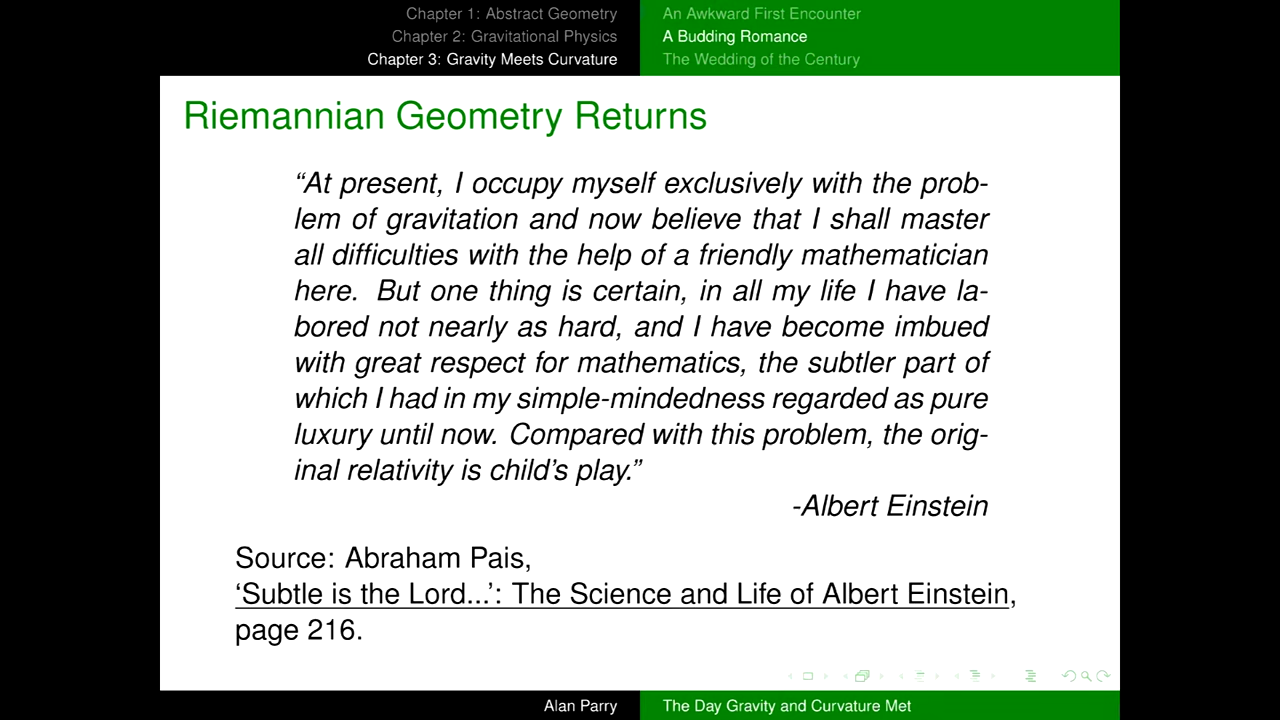 Chapter 1: Abstract Geometry
Chapter 2: Gravitational Physics
Chapter 3: Gravity Meets Curvature
An Awkward First Encounter
A Budding Romance
The Wedding of the Century
Riemannian Geometry Returns
“At present, I occupy myself exclusively with the prob-
lem of gravitation and now believe that I shall master
all difficulties with the help of a friendly mathematician
here. But one thing is certain, in all my life I have la-
bored not nearly as hard, and I have become imbued
with great respect for mathematics, the subtler part of
which I had in my simple-mindedness regarded as pure
luxury until now. Compared with this problem, the orig-
inal relativity is child’s play.”
-Albert Einstein
Source: Abraham Pais,
‘Subtle is the Lord...’: The Science and Life of Albert Einstein,
page 216.
Alan Parry
The Day Gravity and Curvature Met